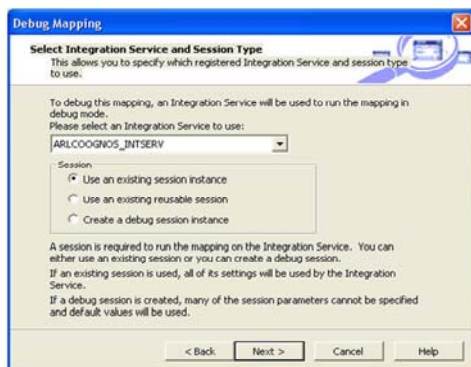 Debug Mapping
Select Integration Service and Session Type
This allows you to specify which registered Integration Service and session type
to use.
To debug this mapping, an Integration Service will be used to run the mapping in
debug mode.
Please select an Integration Service to use:
ARLCOOGNOS_INTSERV
Session
Use an existing session instance
Use an existing reusable session
Create a debug session instance
A session is required to run the mapping on the Integration Service. You can
either use an existing session or you can create a debug session.
If an existing session is used, all of its settings will be used by the Integration
Service.
If a debug session is created, many of the session parameters cannot be specified
and default values will be used.
< Back
Next >
Cancel
Help